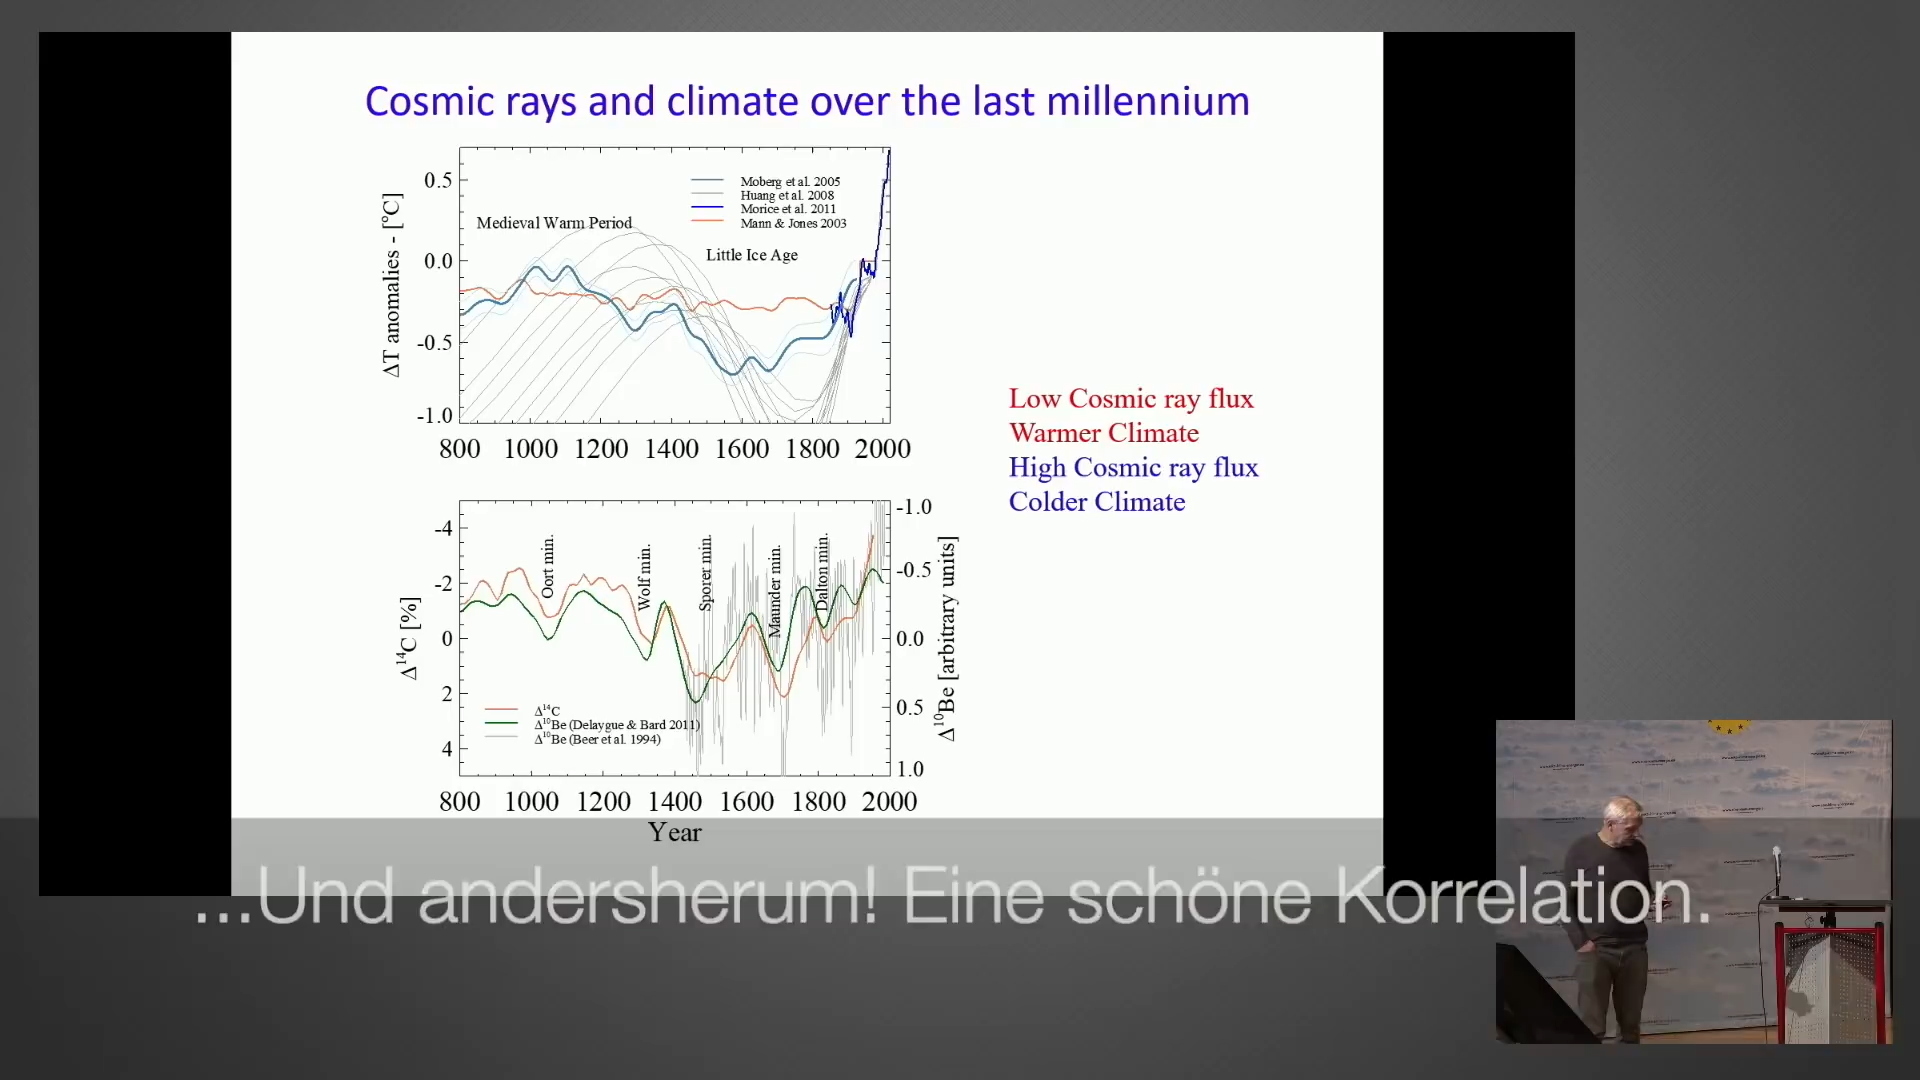 Cosmic rays and climate over the last millennium
0.5
0.0
-0.5
-1.0
ΔT anomalies - [°C]
Moberg et al. 2005
Huang et al. 2008
Morice et al. 2011
Mann & Jones 2003
Medieval Warm Period
Little Ice Age
800 1000 1200 1400 1600 1800 2000
Low Cosmic ray flux
Warmer Climate
High Cosmic ray flux
Colder Climate
-4
-2
0
2
4
Δ¹⁴C [%]
-1.0
-0.5
0.0
0.5
1.0
Δ¹⁰Be [arbitrary units]
Oort min.
Wolf min.
Sporer min.
Maunder min.
Dalton min.
Δ¹⁴C
Δ¹⁰Be (Delaygue & Bard 2011)
Δ¹⁰Be (Beer et al. 1994)
800 1000 1200 1400 1600 1800 2000
Year
...Und andersherum! Eine schöne Korrelation.